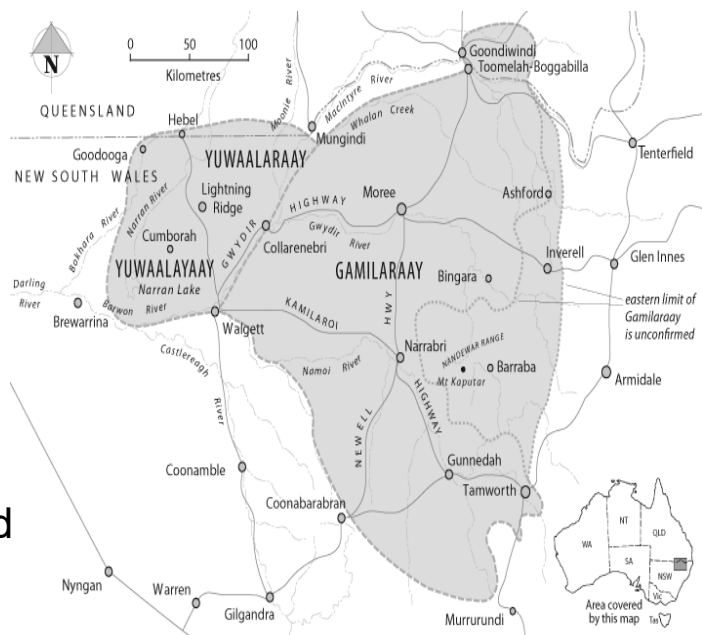 N
0 50 100
Kilometres
QUEENSLAND
NEW SOUTH WALES
Goondiwindi
Toomelah-Boggabilla
Moonie River
MacIntyre River
Whalan Creek
Hebel
Mungindi
Goodooga
YUWAALARAAY
Tenterfield
Lightning
Ridge
Narran River
Bokhara River
HIGHWAY
Moree
Ashford
GWYDIR
Collarenebri
Gwydir
River
Cumborah
YUWAALAYAAY
Narran Lake
GAMILARAAY
Inverell
Glen Innes
Bingara
Darling
River
Barwon River
Brewarrina
Walgett
KAMILAROI
HWY
eastern limit of
Gamilaraay
is unconfirmed
Castlereagh
River
Namoi River
Narrabri
NANDEWAR RANGE
Mt Kaputar
Barraba
Armidale
NEWELL
HIGHWAY
Coonamble
Gunnedah
Tamworth
Coonabarabran
d
Nyngan
Warren
Gilgandra
Murrurundi
WA
NT
QLD
SA
NSW
Vic
Tas
Area covered
by this map